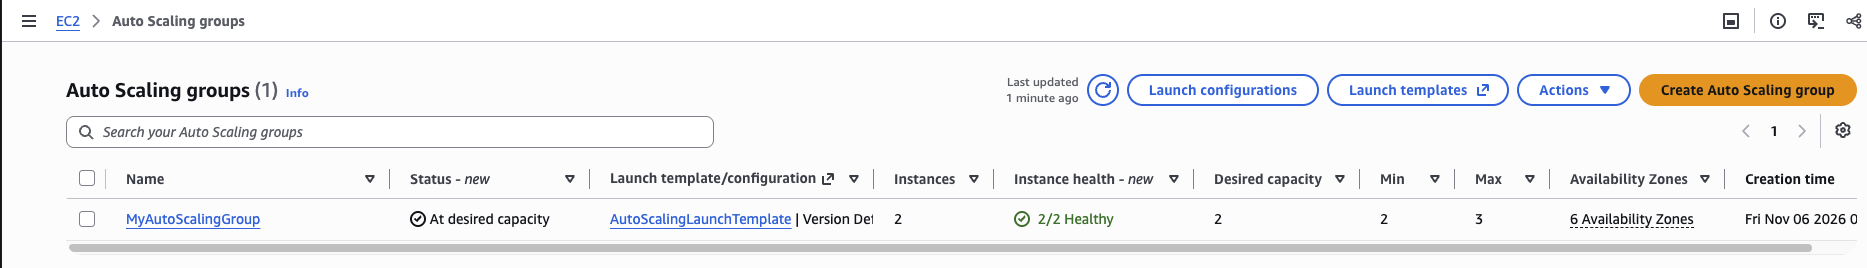 EC2 > Auto Scaling groups
Auto Scaling groups (1) Info
Last updated
1 minute ago
Launch configurations
Launch templates
Actions
Create Auto Scaling group
Search your Auto Scaling groups
1
Name Status - new Launch template/configuration Instances Instance health - new Desired capacity Min Max Availability Zones Creation time
MyAutoScalingGroup At desired capacity AutoScalingLaunchTemplate | Version Def 2 2/2 Healthy 2 2 3 6 Availability Zones Fri Nov 06 2026 0